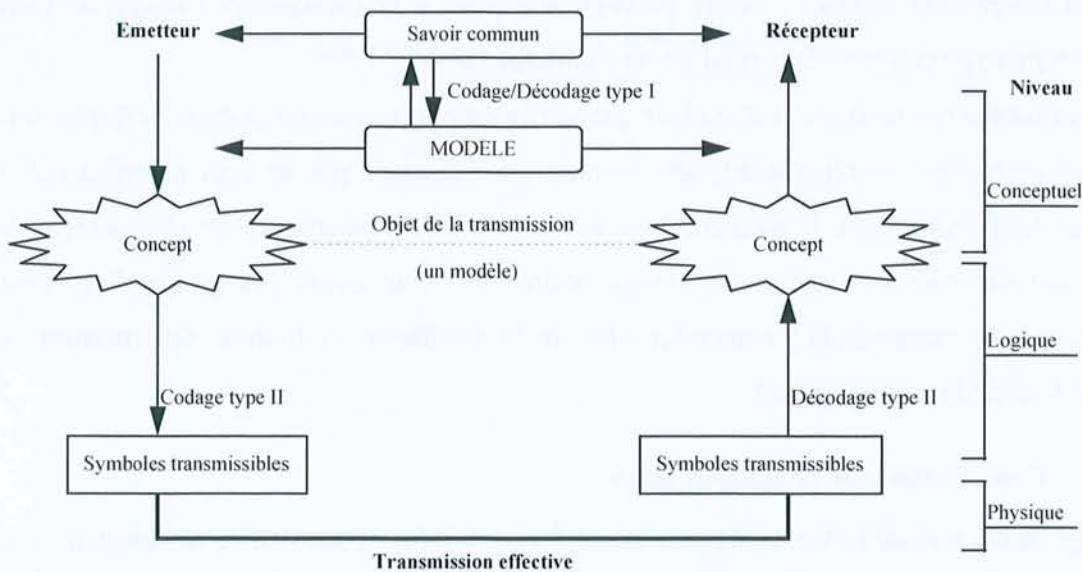 Emetteur
Savoir commun
Récepteur
Codage/Décodage type I
Niveau
MODELE
Conceptuel
Concept
Objet de la transmission
(un modèle)
Concept
Logique
Codage type II
Décodage type II
Symboles transmissibles
Symboles transmissibles
Physique
Transmission effective